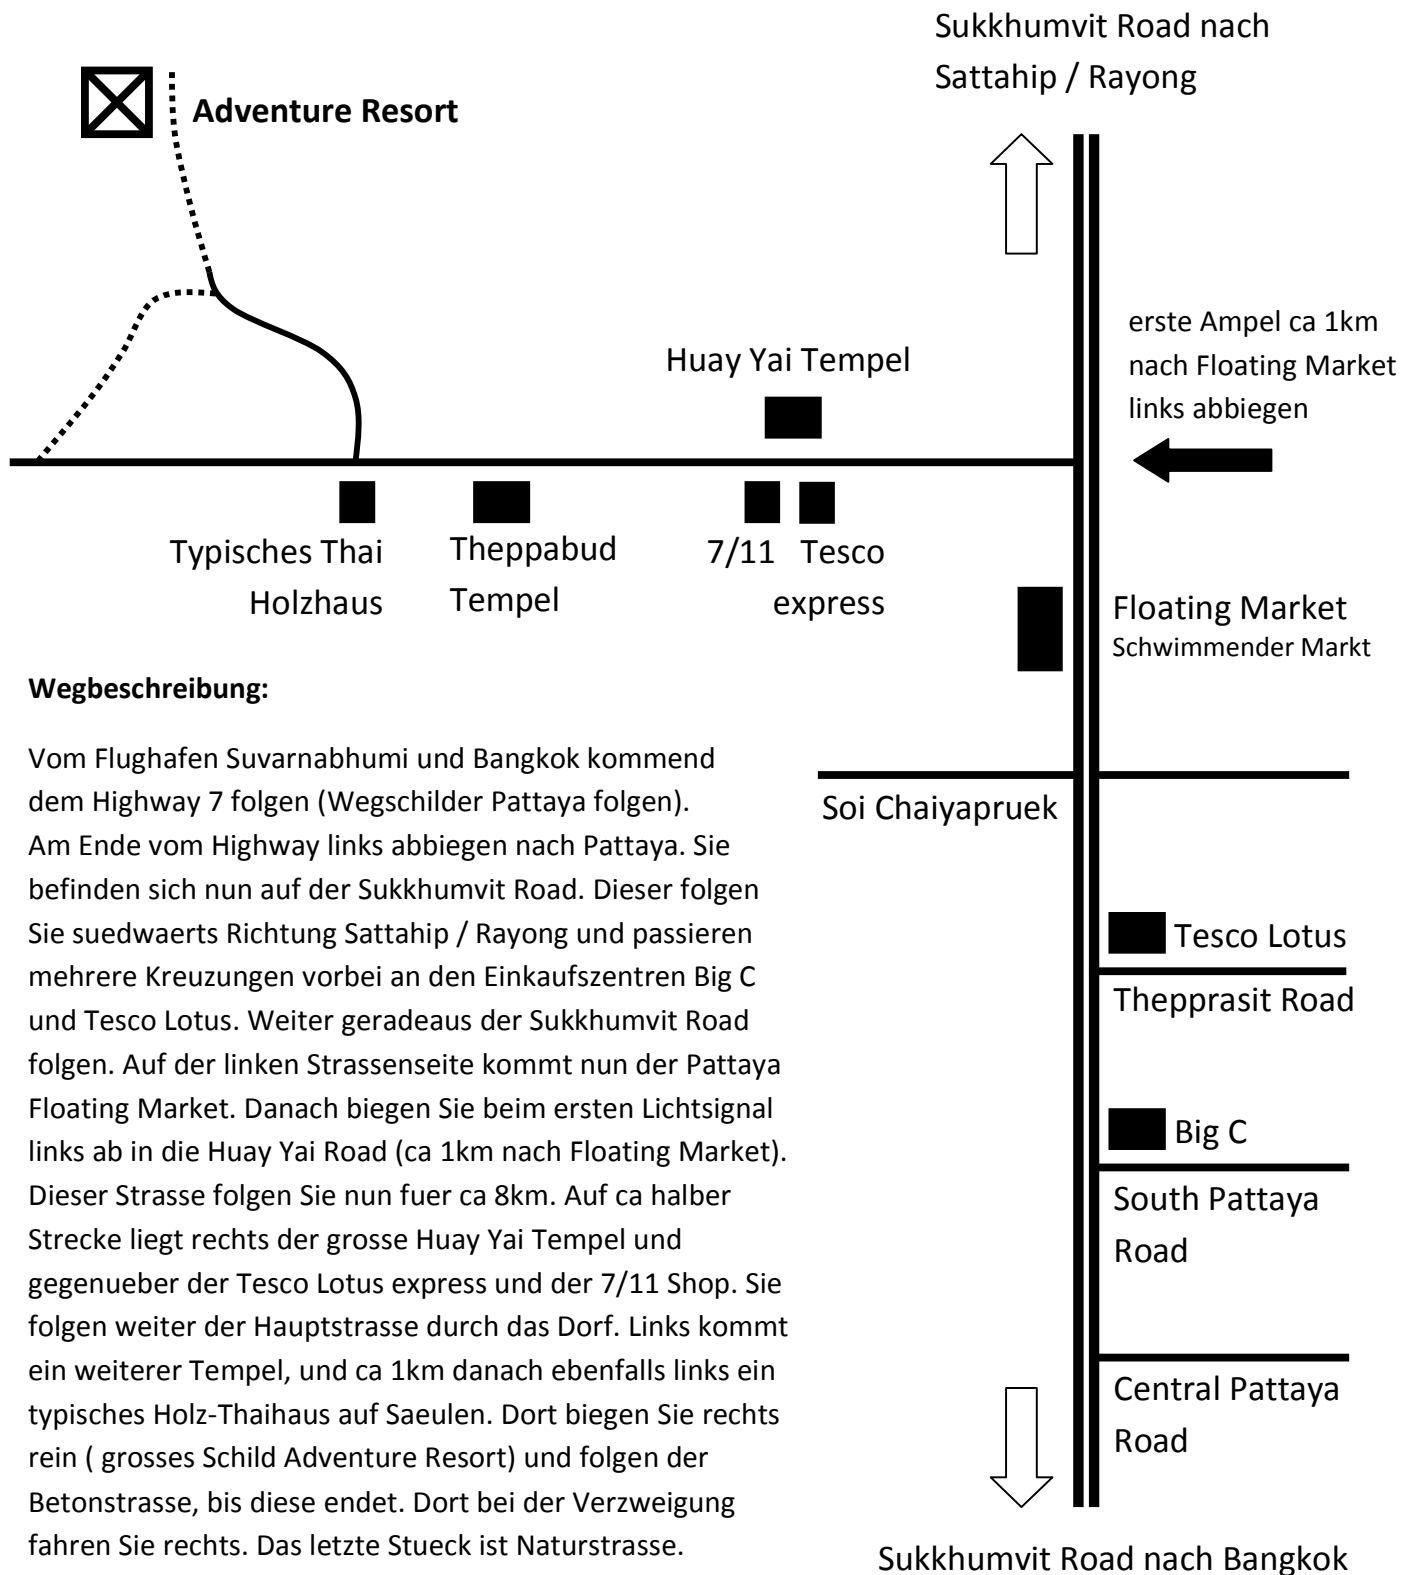 Sukkhumvit Road nach
Sattahip / Rayong
Adventure Resort
erste Ampel ca 1km
nach Floating Market
links abbiegen
Huay Yai Tempel
Typisches Thai
Holzhaus
Theppabud
Tempel
7/11
Tesco
express
Floating Market
Schwimmender Markt
Wegbeschreibung:
Vom Flughafen Suvarnabhumi und Bangkok kommend
dem Highway 7 folgen (Wegschilder Pattaya folgen).
Am Ende vom Highway links abbiegen nach Pattaya. Sie
befinden sich nun auf der Sukkhumvit Road. Dieser folgen
Sie suedwaerts Richtung Sattahip / Rayong und passieren
mehrere Kreuzungen vorbei an den Einkaufszentren Big C
und Tesco Lotus. Weiter geradeaus der Sukkhumvit Road
folgen. Auf der linken Strassenseite kommt nun der Pattaya
Floating Market. Danach biegen Sie beim ersten Lichtsignal
links ab in die Huay Yai Road (ca 1km nach Floating Market).
Dieser Strasse folgen Sie nun fuer ca 8km. Auf ca halber
Strecke liegt rechts der grosse Huay Yai Tempel und
gegenueber der Tesco Lotus express und der 7/11 Shop. Sie
folgen weiter der Hauptstrasse durch das Dorf. Links kommt
ein weiterer Tempel, und ca 1km danach ebenfalls links ein
typisches Holz-Thaihaus auf Saeulen. Dort biegen Sie rechts
rein ( grosses Schild Adventure Resort) und folgen der
Betonstrasse, bis diese endet. Dort bei der Verzweigung
fahren Sie rechts. Das letzte Stueck ist Naturstrasse.
Soi Chaiyapruek
Tesco Lotus
Thepprasit Road
Big C
South Pattaya
Road
Central Pattaya
Road
Sukkhumvit Road nach Bangkok